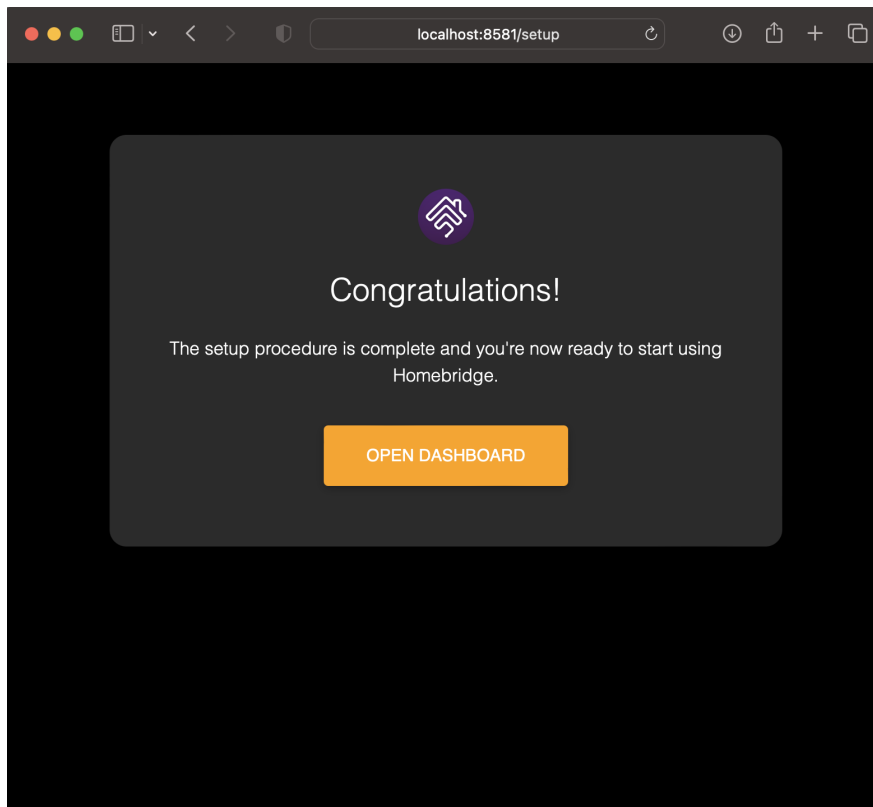 localhost:8581/setup
Congratulations!
The setup procedure is complete and you're now ready to start using
Homebridge.
OPEN DASHBOARD